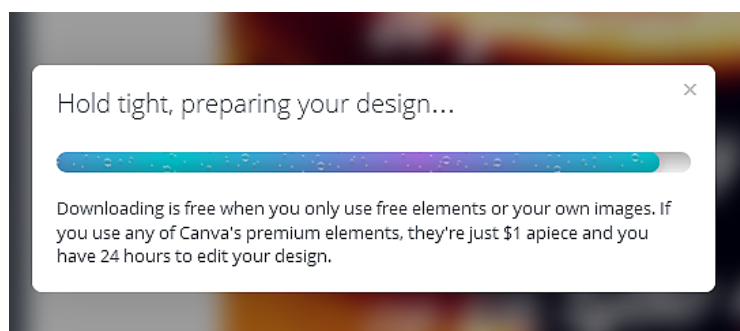 Hold tight, preparing your design...
Downloading is free when you only use free elements or your own images. If
you use any of Canva's premium elements, they're just $1 apiece and you
have 24 hours to edit your design.